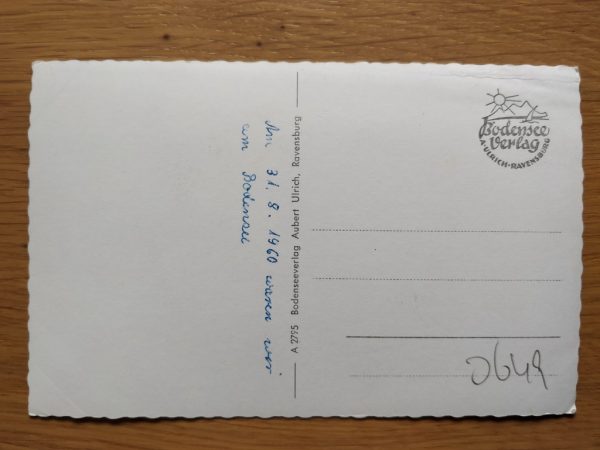 Am 31. 8. 1960 waren wir
am Bodensee
A 2795 Bodenseeverlag Aubert Ulrich, Ravensburg
Bodensee
Verlag
A·ULRICH·RAVENSBURG
0649